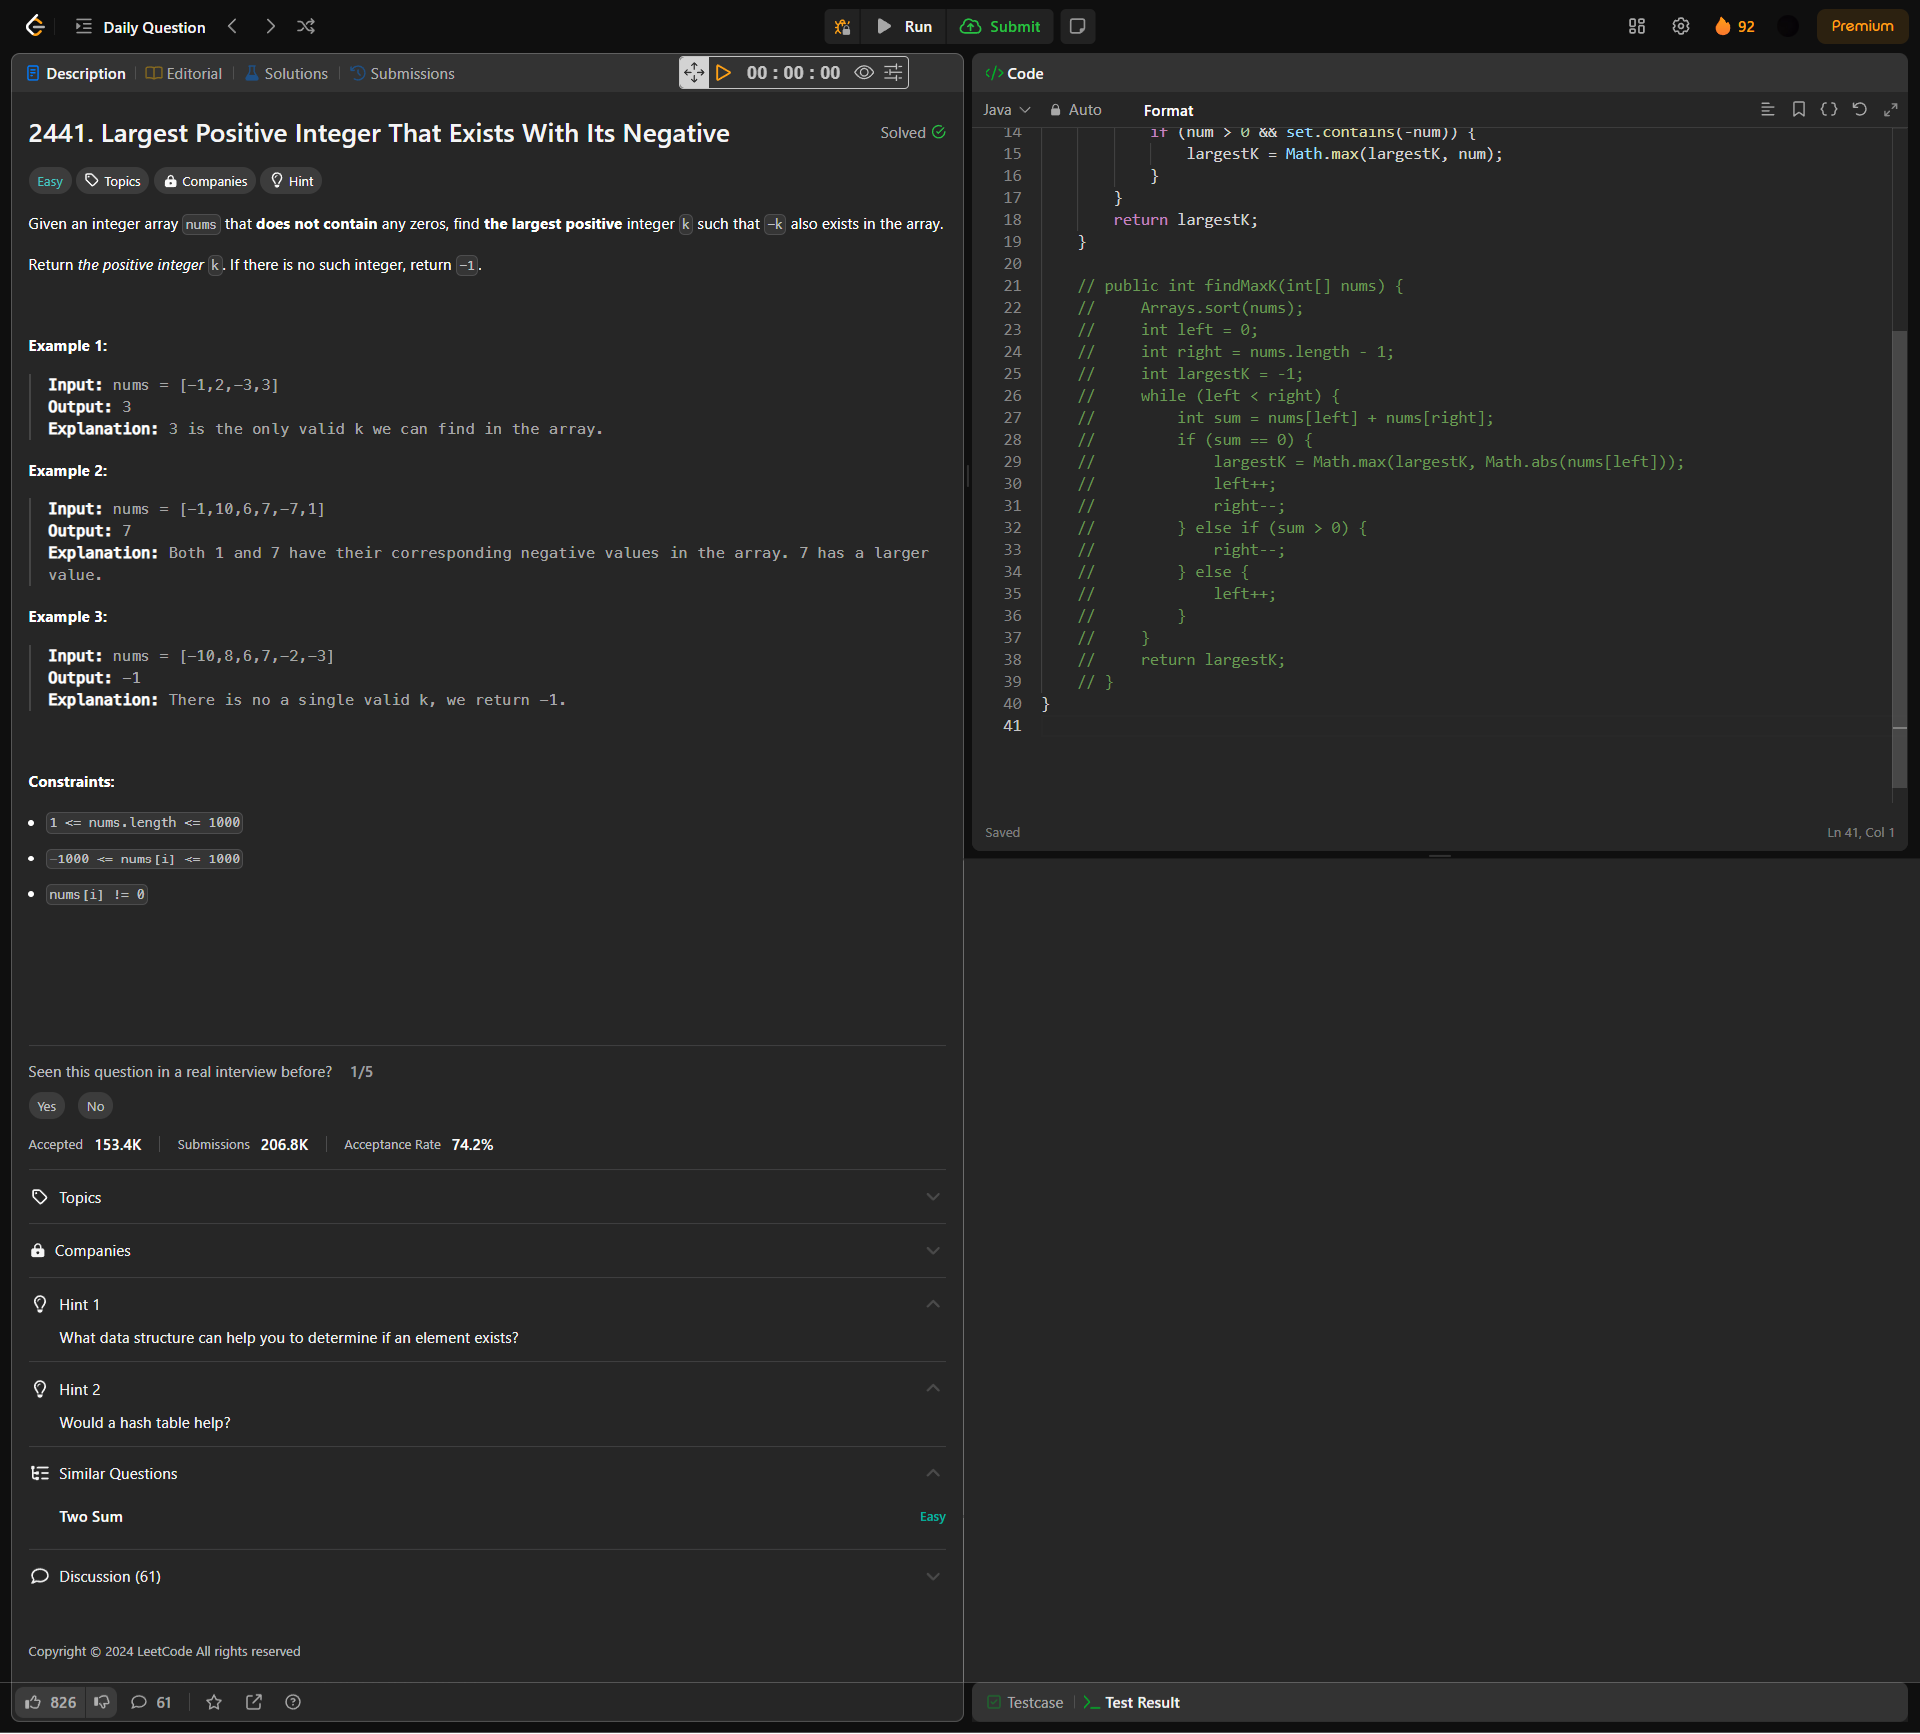 Daily Question
Run
Submit
92
Premium
Description
Editorial
Solutions
Submissions
00 : 00 : 00
2441. Largest Positive Integer That Exists With Its Negative
Solved
Easy
Topics
Companies
Hint
Given an integer array nums that does not contain any zeros, find the largest positive integer k such that -k also exists in the array.
Return the positive integer k. If there is no such integer, return -1.
Example 1:
Input: nums = [-1,2,-3,3]
Output: 3
Explanation: 3 is the only valid k we can find in the array.
Example 2:
Input: nums = [-1,10,6,7,-7,1]
Output: 7
Explanation: Both 1 and 7 have their corresponding negative values in the array. 7 has a larger
value.
Example 3:
Input: nums = [-10,8,6,7,-2,-3]
Output: -1
Explanation: There is no a single valid k, we return -1.
Constraints:
1 <= nums.length <= 1000
-1000 <= nums[i] <= 1000
nums[i] != 0
Seen this question in a real interview before? 1/5
Yes
No
Accepted 153.4K
Submissions 206.8K
Acceptance Rate 74.2%
Topics
Companies
Hint 1
What data structure can help you to determine if an element exists?
Hint 2
Would a hash table help?
Similar Questions
Two Sum
Easy
Discussion (61)
Copyright © 2024 LeetCode All rights reserved
826
61
</> Code
Java
Auto
Format
14 if (num > 0 && set.contains(-num)) {
15 largestK = Math.max(largestK, num);
16 }
17 }
18 return largestK;
19 }
20
21 // public int findMaxK(int[] nums) {
22 // Arrays.sort(nums);
23 // int left = 0;
24 // int right = nums.length - 1;
25 // int largestK = -1;
26 // while (left < right) {
27 // int sum = nums[left] + nums[right];
28 // if (sum == 0) {
29 // largestK = Math.max(largestK, Math.abs(nums[left]));
30 // left++;
31 // right--;
32 // } else if (sum > 0) {
33 // right--;
34 // } else {
35 // left++;
36 // }
37 // }
38 // return largestK;
39 // }
40 }
41
Saved
Ln 41, Col 1
Testcase
Test Result